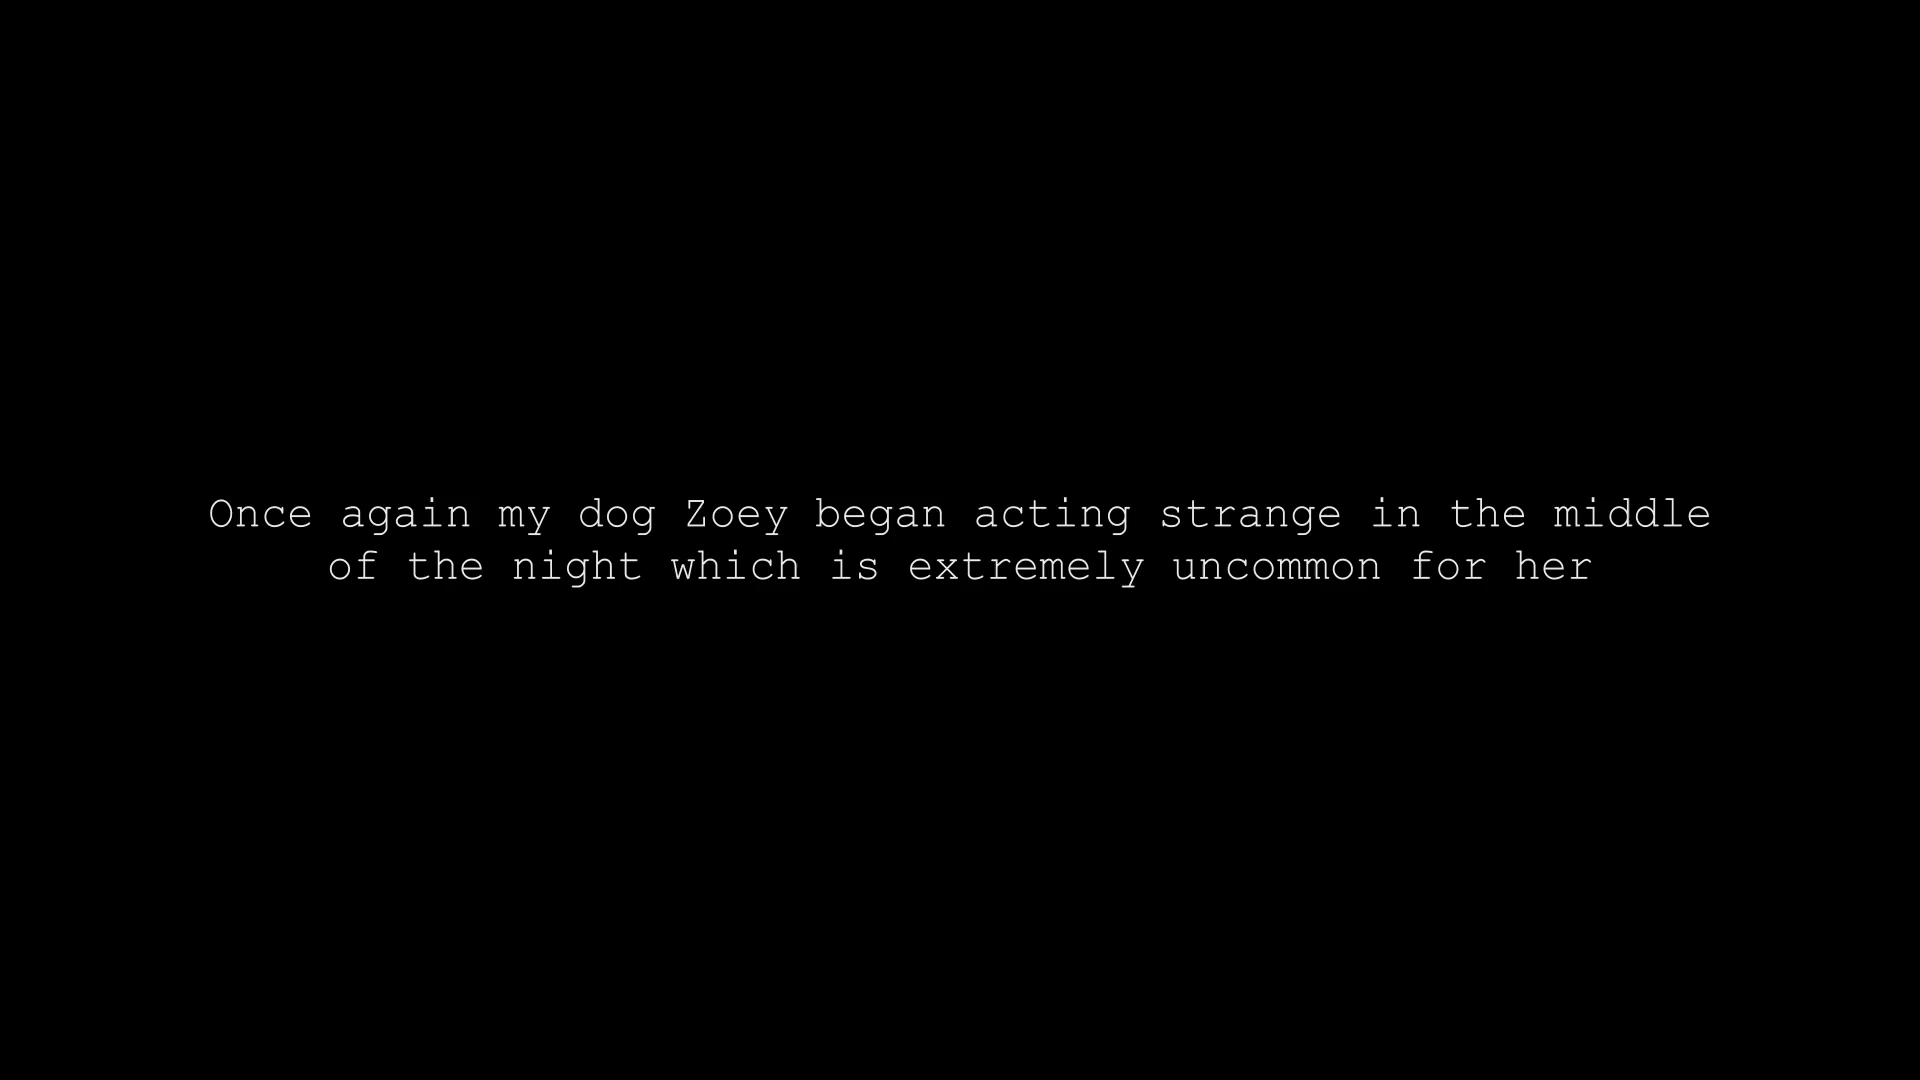 Once again my dog Zoey began acting strange in the middle
of the night which is extremely uncommon for her